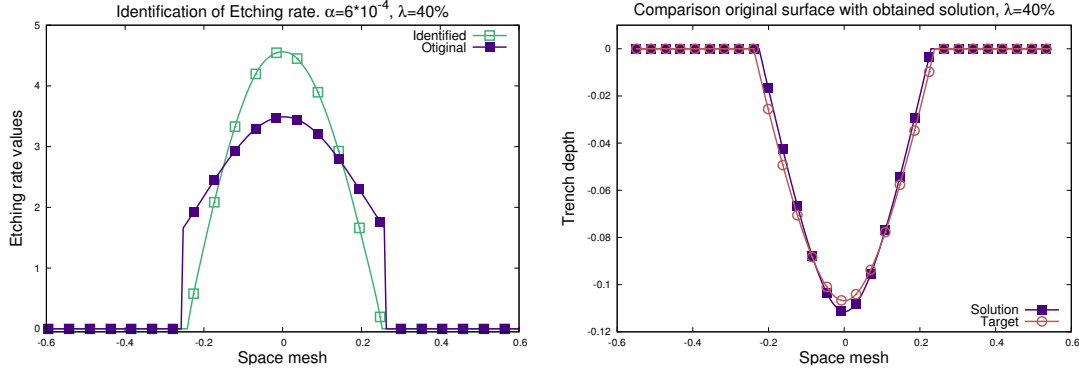 Identification of Etching rate. α=6*10-4, λ=40%
Etching rate values
5
4
3
2
1
0
-0.6
-0.4
-0.2
0
0.2
0.4
0.6
Space mesh
Identified
Otiginal
Comparison original surface with obtained solution, λ=40%
Trench depth
0
-0.02
-0.04
-0.06
-0.08
-0.1
-0.12
-0.6
-0.4
-0.2
0
0.2
0.4
0.6
Space mesh
Solution
Target